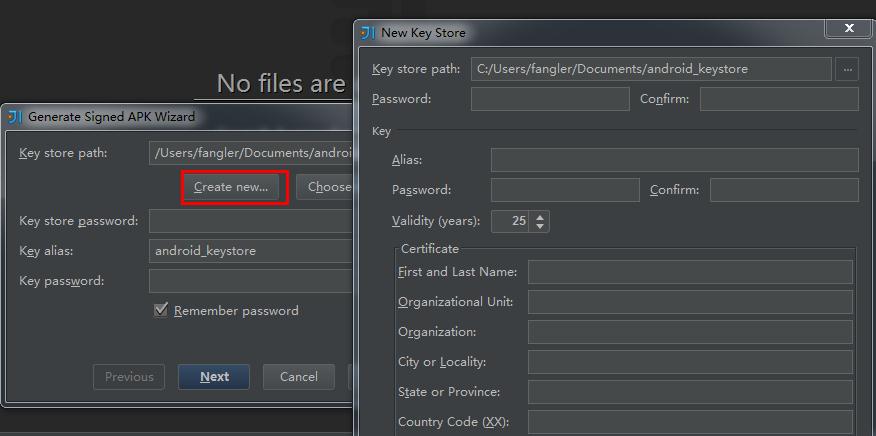 No files are
Generate Signed APK Wizard
Key store path: /Users/fangler/Documents/androi
Create new... Choose
Key store password:
Key alias: android_keystore
Key password:
Remember password
Previous Next Cancel
New Key Store
Key store path: C:/Users/fangler/Documents/android_keystore ...
Password: Confirm:
Key
Alias:
Password: Confirm:
Validity (years): 25
Certificate
First and Last Name:
Organizational Unit:
Organization:
City or Locality:
State or Province:
Country Code (XX):